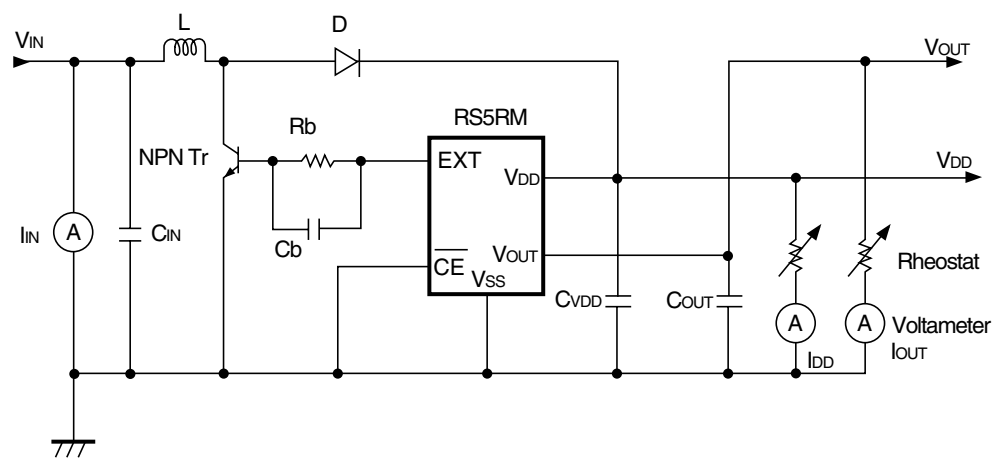 L
D
VIN
VOUT
RS5RM
Rb
NPN Tr
EXT
VDD
VDD
IIN
A
CIN
Cb
VOUT
CE
VSS
CVDD
COUT
Rheostat
A
A
Voltameter
IDD
IOUT